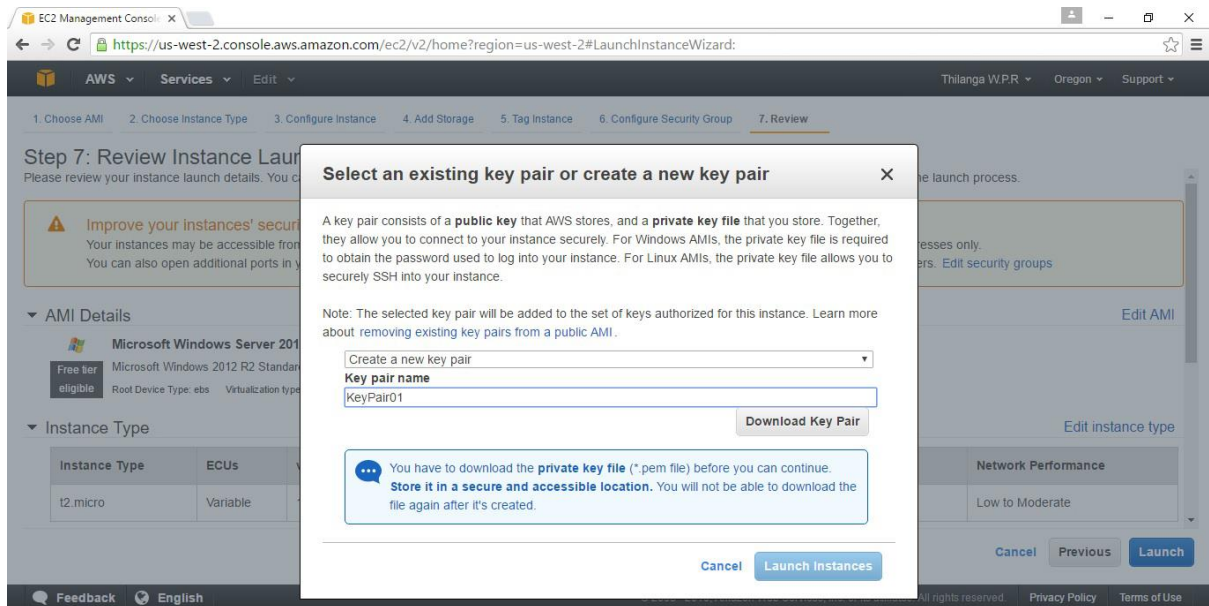 EC2 Management Consol
https://us-west-2.console.aws.amazon.com/ec2/v2/home?region=us-west-2#LaunchInstanceWizard:
AWS Services Edit Thilanga W.P.R Oregon Support
1. Choose AMI 2. Choose Instance Type 3. Configure Instance 4. Add Storage 5. Tag Instance 6. Configure Security Group 7. Review
Step 7: Review Instance Laun
Please review your instance launch details. You c he launch process.
Select an existing key pair or create a new key pair
Improve your instances' securi
Your instances may be accessible from resses only.
You can also open additional ports in y ers. Edit security groups
A key pair consists of a public key that AWS stores, and a private key file that you store. Together,
they allow you to connect to your instance securely. For Windows AMIs, the private key file is required
to obtain the password used to log into your instance. For Linux AMIs, the private key file allows you to
securely SSH into your instance.
Note: The selected key pair will be added to the set of keys authorized for this instance. Learn more
about removing existing key pairs from a public AMI.
AMI Details Edit AMI
Microsoft Windows Server 201
Free tier
eligible
Microsoft Windows 2012 R2 Standar
Root Device Type: ebs Virtualization type
Create a new key pair
Key pair name
KeyPair01
Download Key Pair
You have to download the private key file (*.pem file) before you can continue.
Store it in a secure and accessible location. You will not be able to download the
file again after it's created.
Cancel Launch Instances
Instance Type Edit instance type
Instance Type ECUs v Network Performance
t2.micro Variable 1 Low to Moderate
Cancel Previous Launch
Feedback English All rights reserved. Privacy Policy Terms of Use